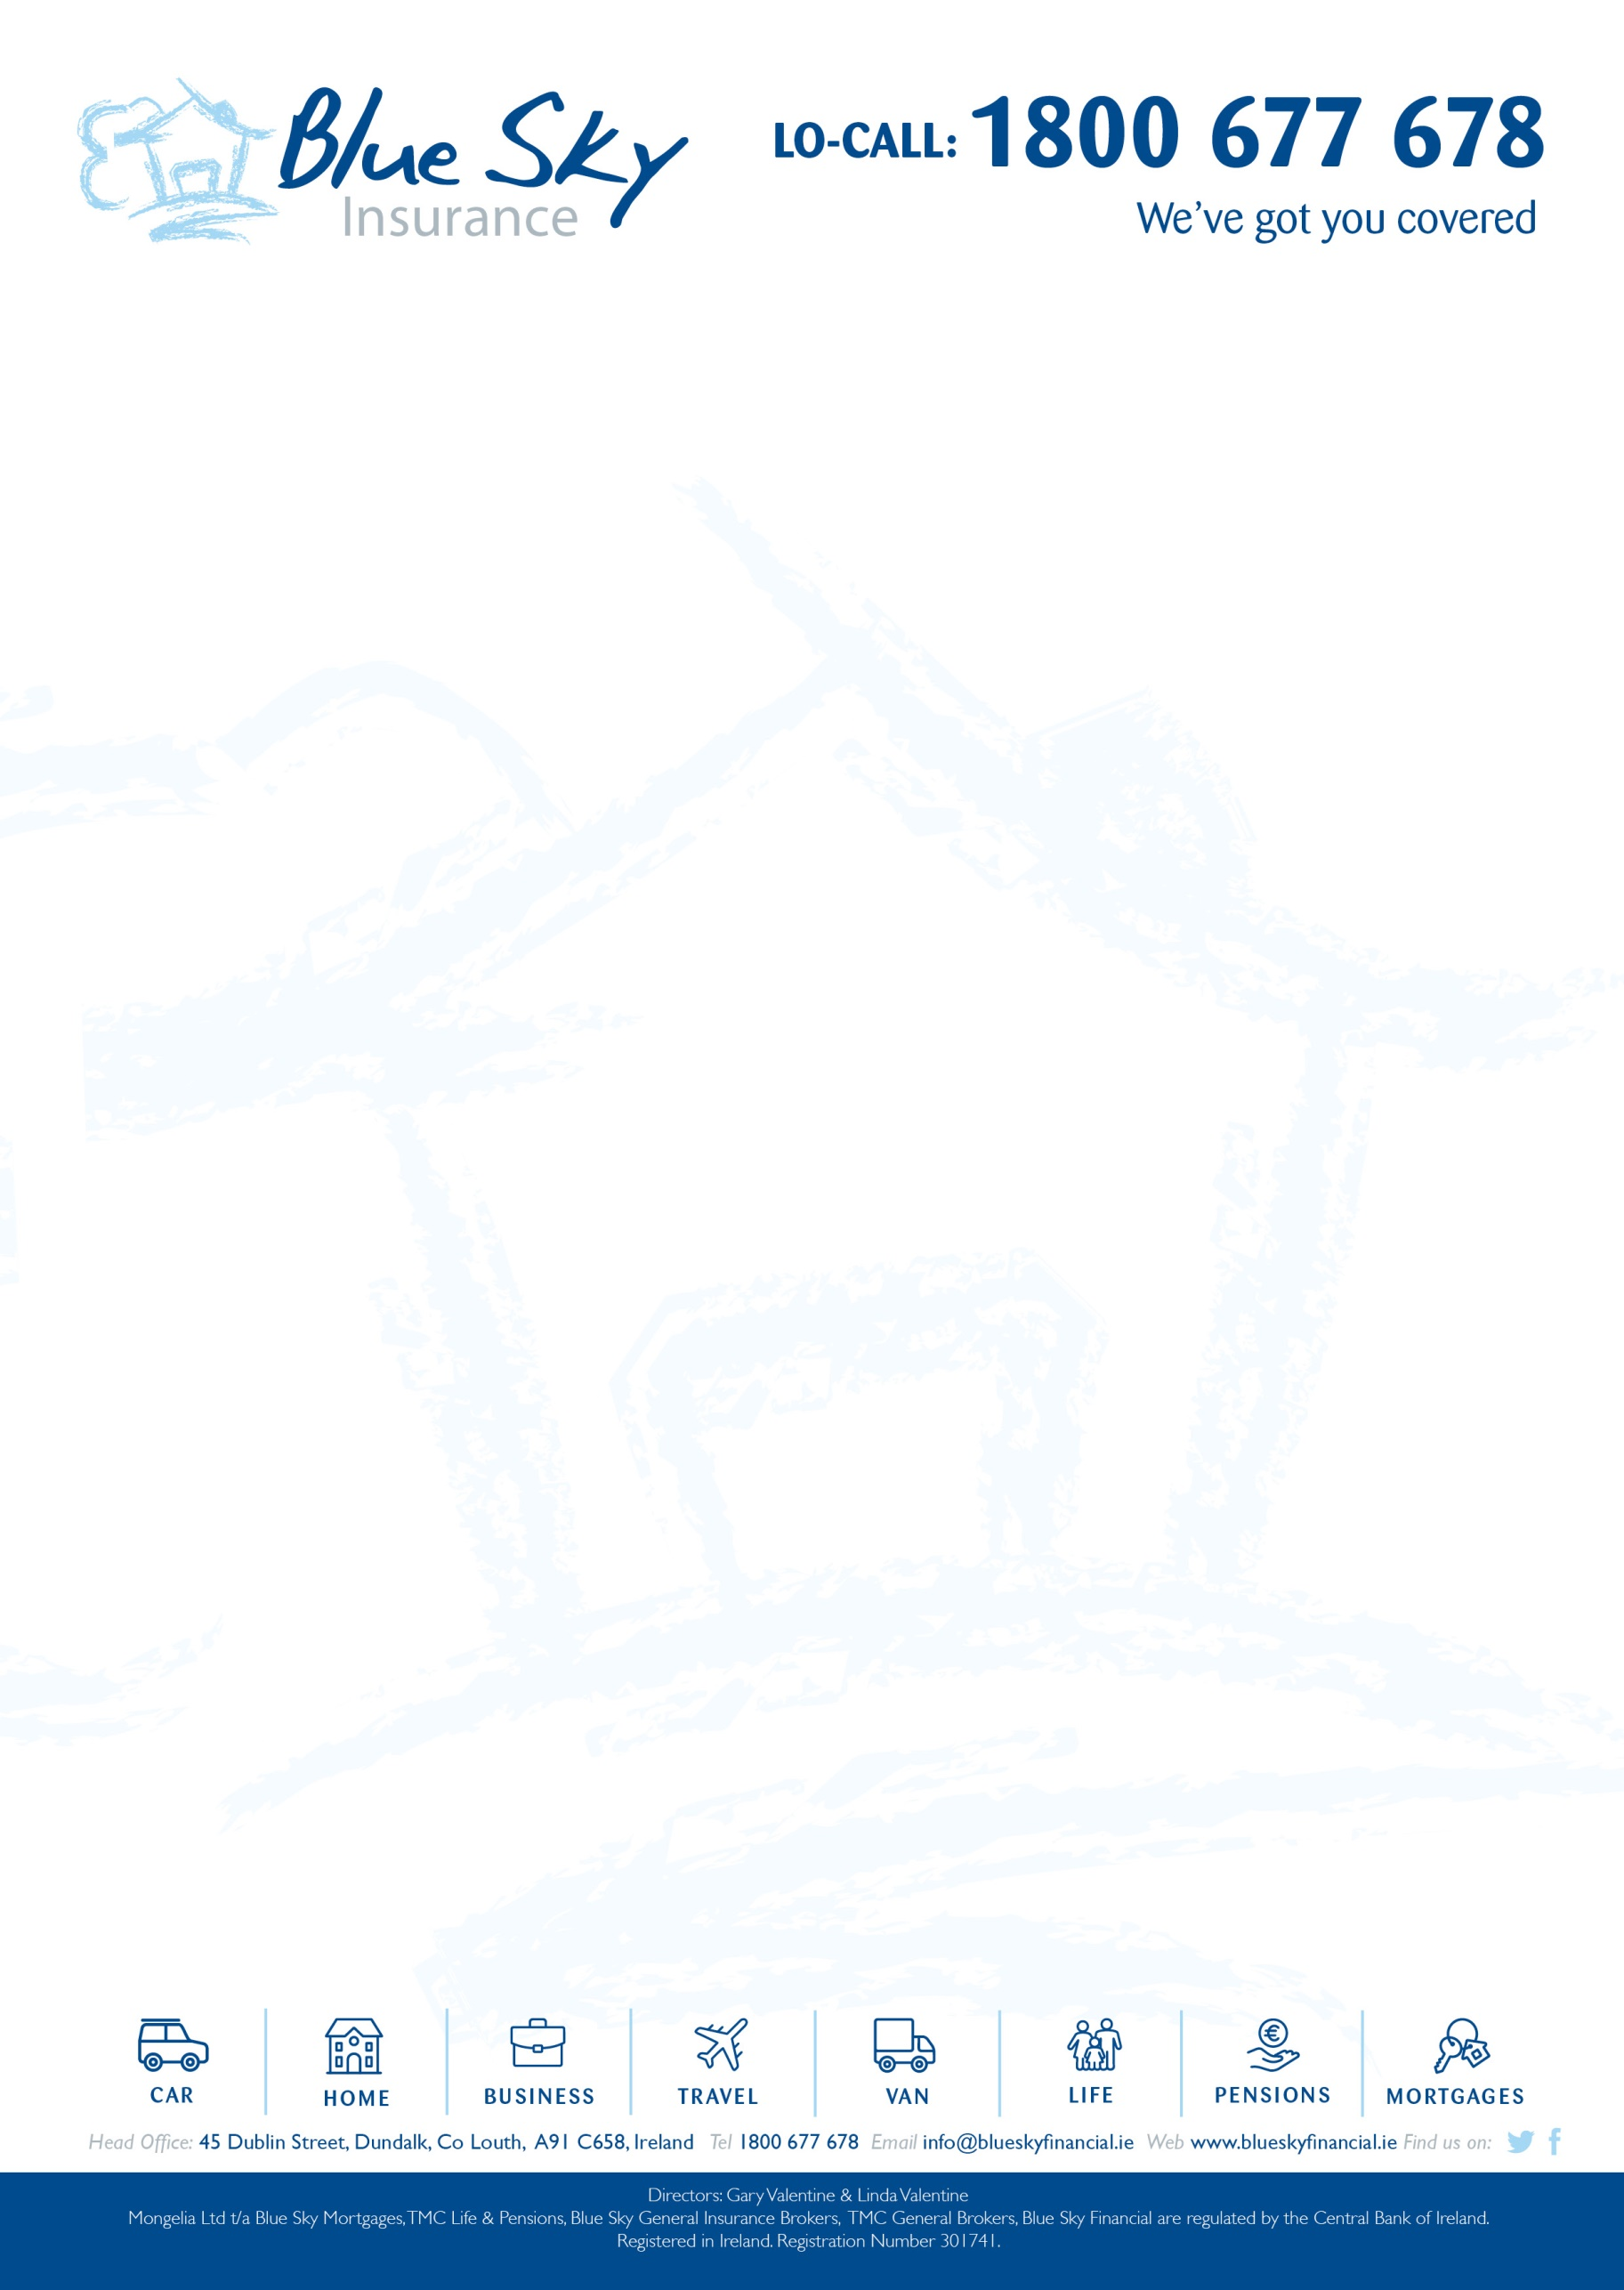 Blue Sky
Insurance
LO-CALL: 1800 677 678
We've got you covered
CAR
HOME
BUSINESS
TRAVEL
VAN
LIFE
PENSIONS
MORTGAGES
Head Office: 45 Dublin Street, Dundalk, Co Louth, A91 C658, Ireland Tel 1800 677 678 Email info@blueskyfinancial.ie Web www.blueskyfinancial.ie Find us on:
Directors: Gary Valentine & Linda Valentine
Mongelia Ltd t/a Blue Sky Mortgages, TMC Life & Pensions, Blue Sky General Insurance Brokers, TMC General Brokers, Blue Sky Financial are regulated by the Central Bank of Ireland.
Registered in Ireland. Registration Number 301741.